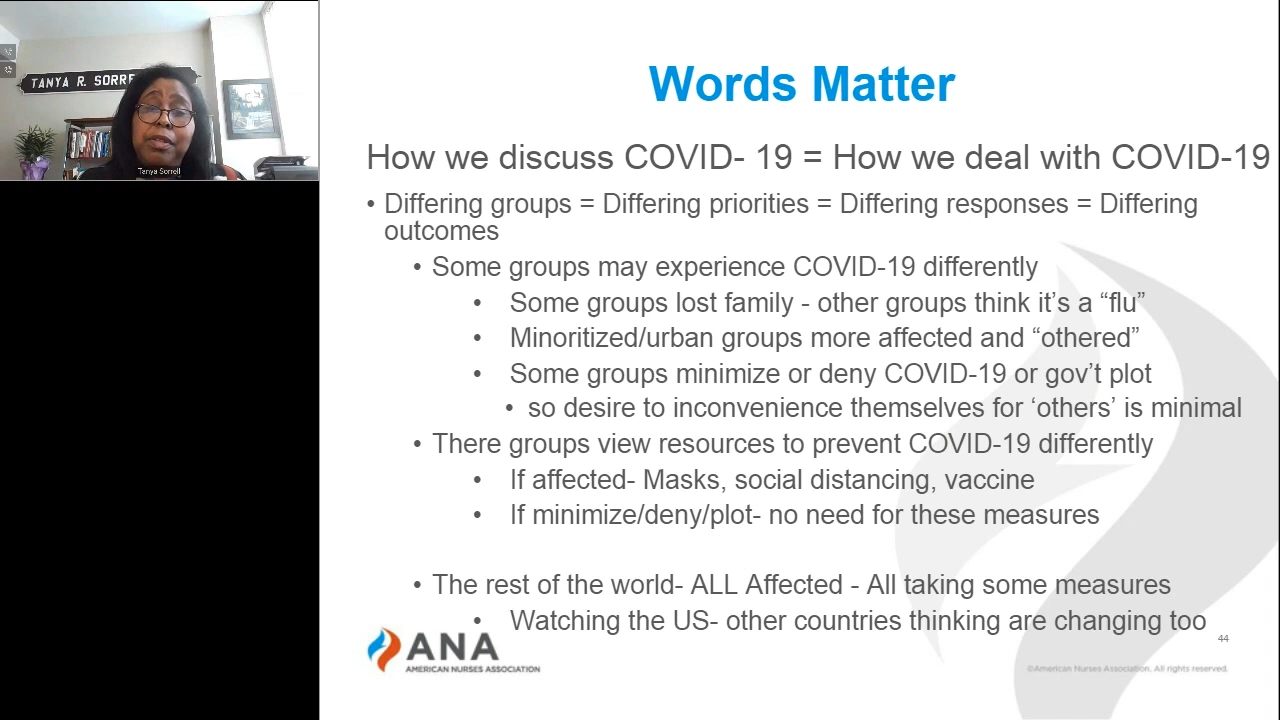 TANYA R. SORRE
Tanya Sorrell
Words Matter
How we discuss COVID- 19 = How we deal with COVID-19
• Differing groups = Differing priorities = Differing responses = Differing
outcomes
• Some groups may experience COVID-19 differently
• Some groups lost family - other groups think it’s a “flu”
• Minoritized/urban groups more affected and “othered”
• Some groups minimize or deny COVID-19 or gov’t plot
• so desire to inconvenience themselves for ‘others’ is minimal
• There groups view resources to prevent COVID-19 differently
• If affected- Masks, social distancing, vaccine
• If minimize/deny/plot- no need for these measures
• The rest of the world- ALL Affected - All taking some measures
• Watching the US- other countries thinking are changing too
44
ANA
AMERICAN NURSES ASSOCIATION
©American Nurses Association. All rights reserved.